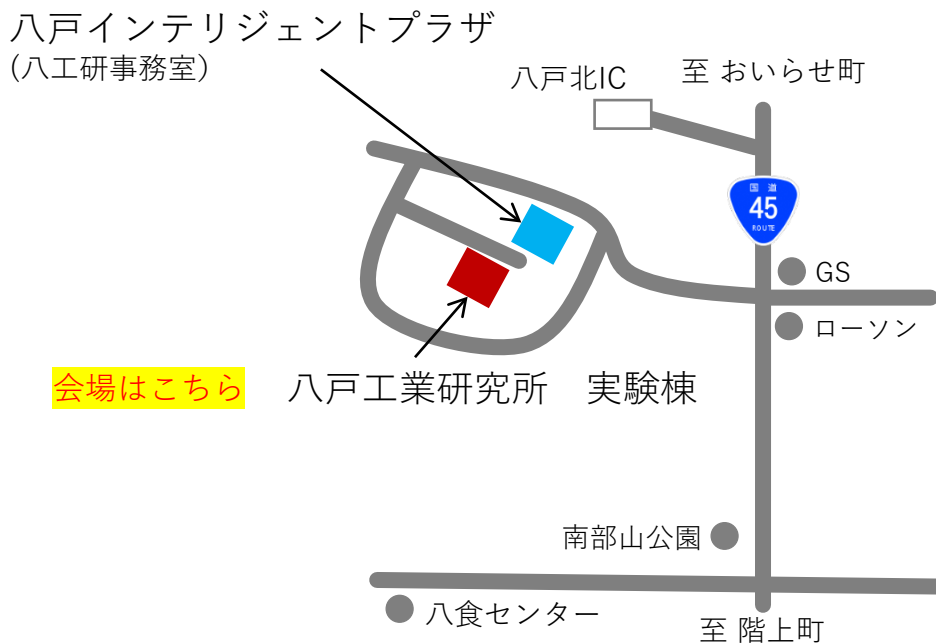 八戸インテリジェントプラザ
(八工研事務室)
八戸北IC
至 おいらせ町
国道
45
ROUTE
GS
ローソン
会場はこちら 八戸工業研究所　実験棟
南部山公園
八食センター
至 階上町